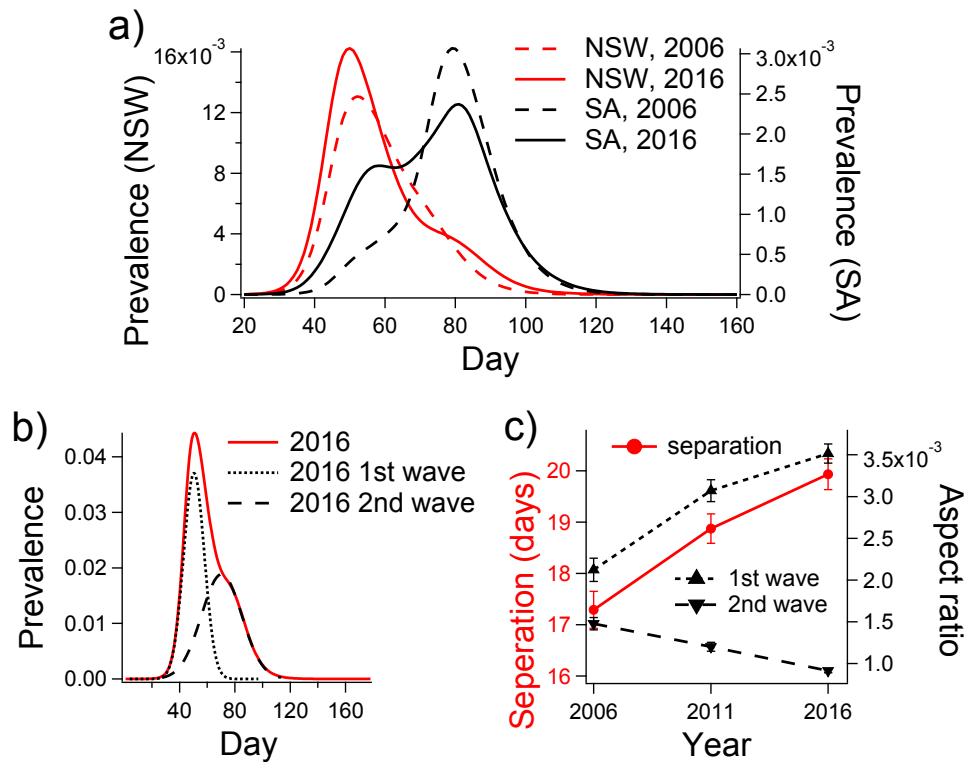 a)
16x10⁻³
12
8
4
0
Prevalence (NSW)
NSW, 2006
NSW, 2016
SA, 2006
SA, 2016
3.0x10⁻³
2.5
2.0
1.5
1.0
0.5
0.0
Prevalence (SA)
20 40 60 80 100 120 140 160
Day
b)
0.04
0.03
0.02
0.01
0.00
Prevalence
2016
2016 1st wave
2016 2nd wave
40 80 120 160
Day
c)
20
19
18
17
16
Seperation (days)
separation
1st wave
2nd wave
3.5x10⁻³
3.0
2.5
2.0
1.5
1.0
Aspect ratio
2006 2011 2016
Year